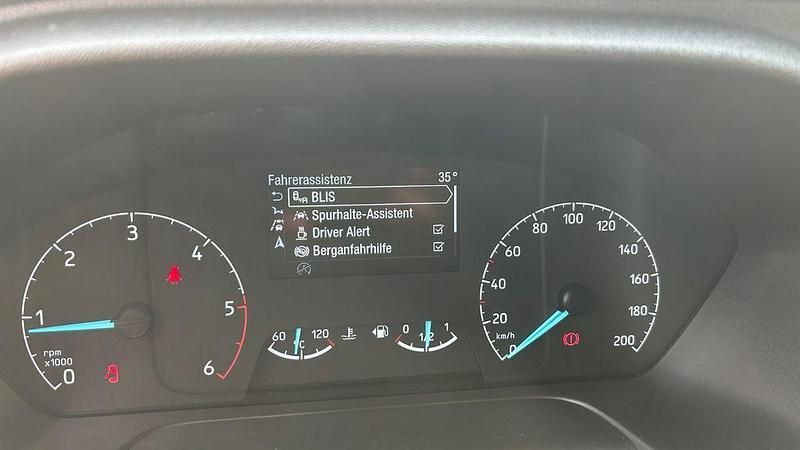 Fahrerassistenz 35°
BLIS
Spurhalte-Assistent
Driver Alert
Berganfahrhilfe
0 1 2 3 4 5 6
rpm
x1000
60 120
°C
0 1/2 1
0 20 40 60 80 100 120 140 160 180 200
km/h